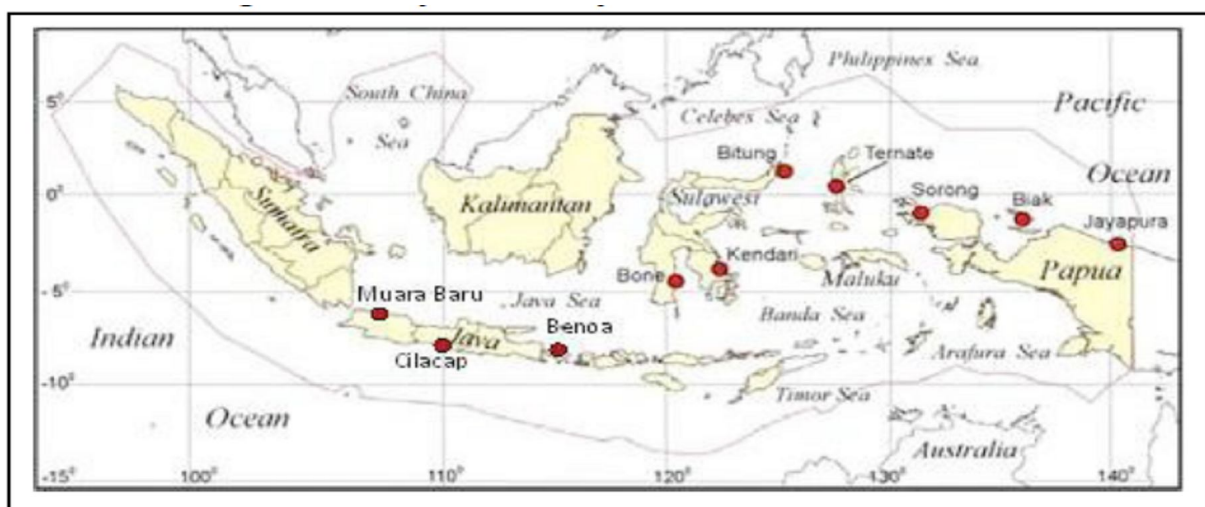 Philippines Sea
South China
Sea
Celebes Sea
Pacific
Ocean
5°
Bitung
Ternate
0°
Sumatra
Kalimantan
Sulawesi
Sorong
Biak
Jayapura
Kendari
Bone
Maluku
Papua
-5°
Muara Baru
Java Sea
Benoa
Banda Sea
Indian
Java
Cilacap
Arafura Sea
-10°
Timor Sea
Ocean
Australia
-15°
100°
110°
120°
130°
140°